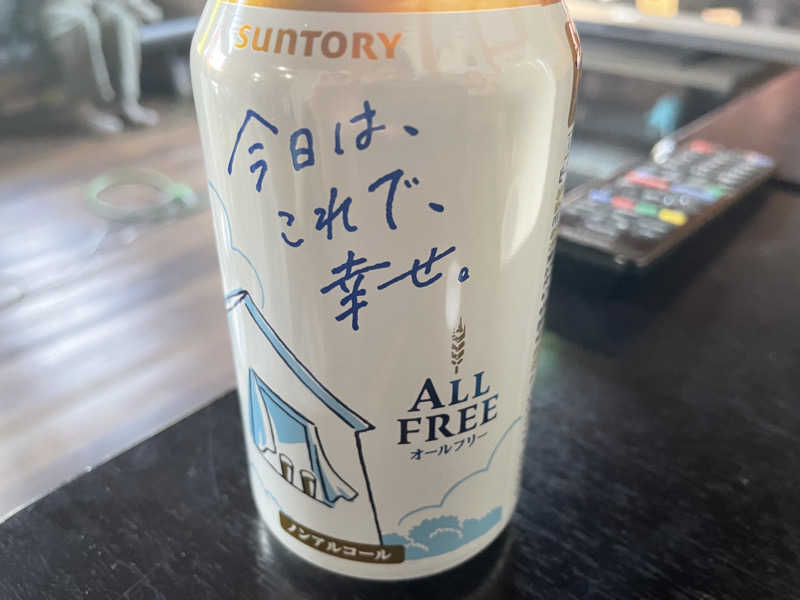 SUNTORY
今日は、
これで、
幸せ。
ALL
FREE
オールフリー
ノンアルコール